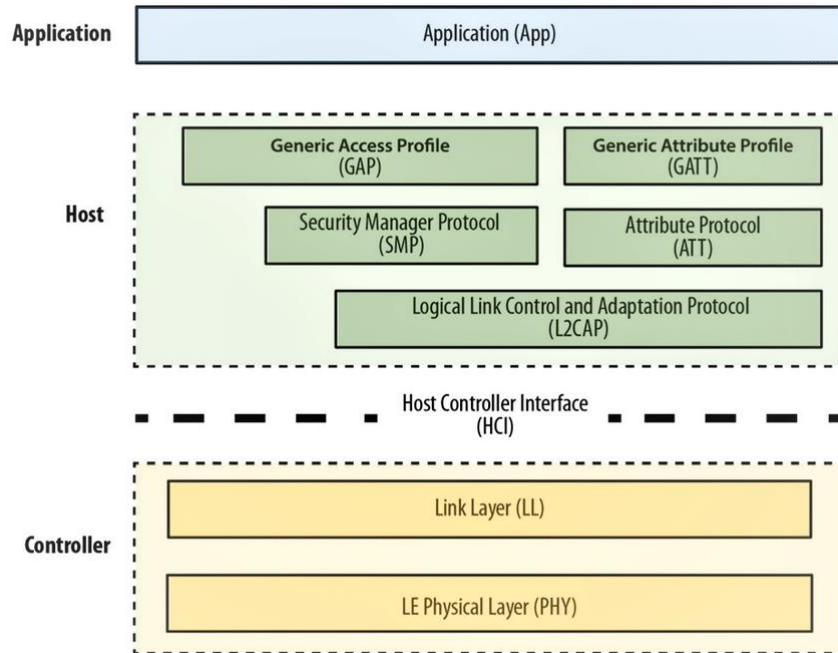 Application
Application (App)
Generic Access Profile
(GAP)
Generic Attribute Profile
(GATT)
Host
Security Manager Protocol
(SMP)
Attribute Protocol
(ATT)
Logical Link Control and Adaptation Protocol
(L2CAP)
Host Controller Interface
(HCI)
Link Layer (LL)
Controller
LE Physical Layer (PHY)